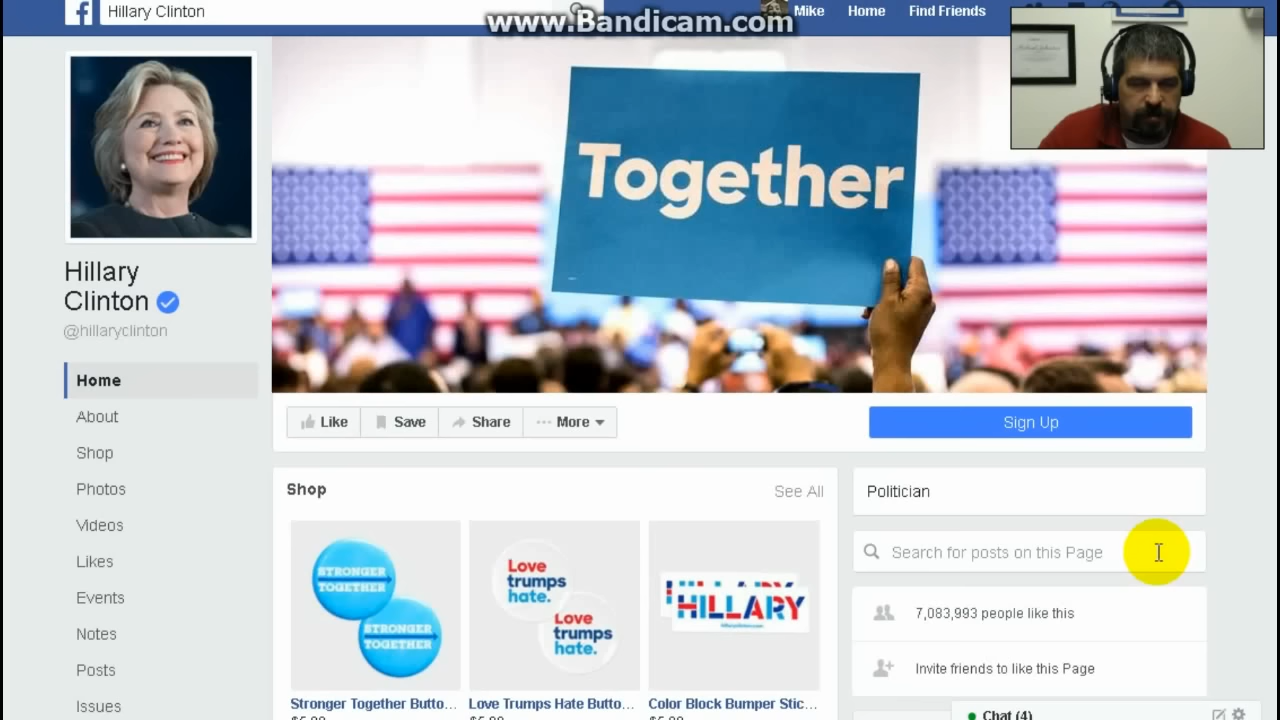 Hillary Clinton
www.Bandicam.com
Mike Home Find Friends
Together
Hillary
Clinton
@hillaryclinton
Home
About
Shop
Photos
Videos
Likes
Events
Notes
Posts
Issues
Like Save Share More
Sign Up
Shop See All
STRONGER
TOGETHER
STRONGER
TOGETHER
Love
trumps
hate.
Love
trumps
hate.
HILLARY
Stronger Together Butto...
Love Trumps Hate Butto...
Color Block Bumper Stic...
Politician
Search for posts on this Page
7,083,993 people like this
Invite friends to like this Page
Chat (4)